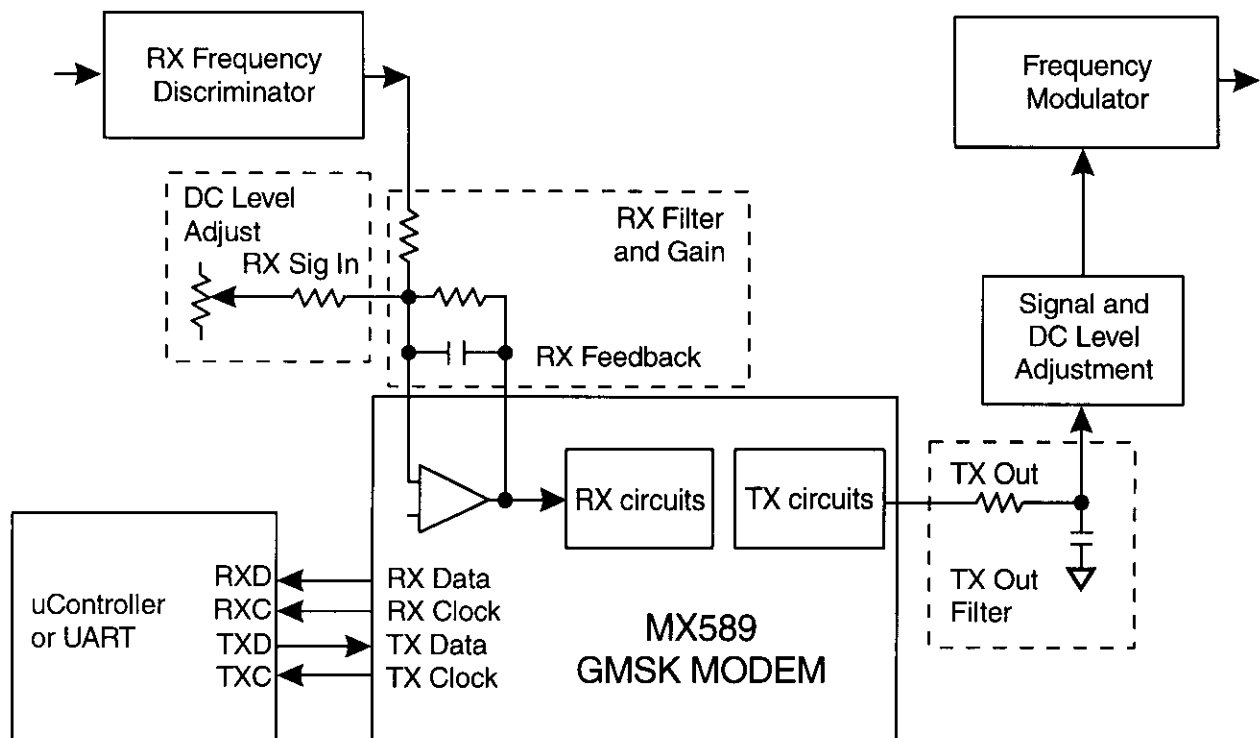 RX Frequency
Discriminator
Frequency
Modulator
DC Level
Adjust
RX Sig In
RX Filter
and Gain
RX Feedback
Signal and
DC Level
Adjustment
RX circuits
TX circuits
TX Out
TX Out
Filter
uController
or UART
RXD
RXC
TXD
TXC
RX Data
RX Clock
TX Data
TX Clock
MX589
GMSK MODEM